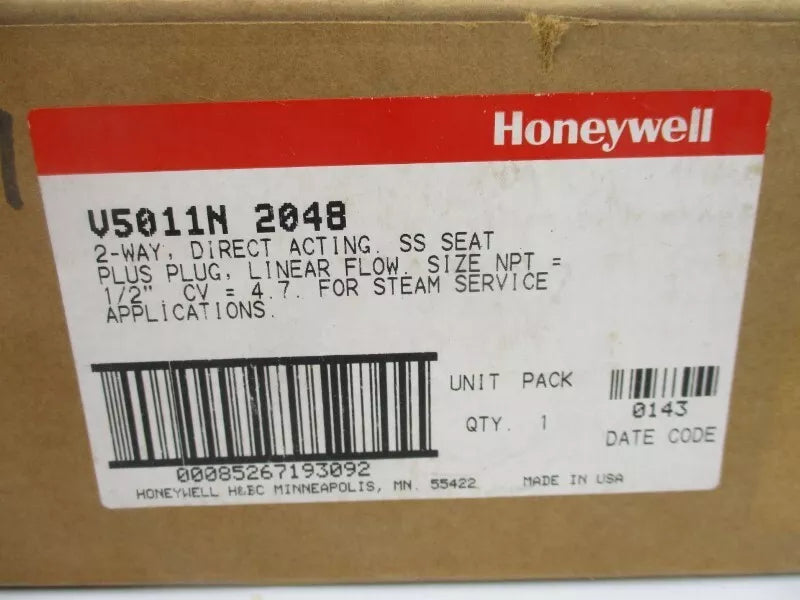 Honeywell
V5011N 2048
2-WAY, DIRECT ACTING. SS SEAT
PLUS PLUG, LINEAR FLOW. SIZE NPT =
1/2" CV = 4.7. FOR STEAM SERVICE
APPLICATIONS.
UNIT PACK
QTY. 1
0143
DATE CODE
00085267193092
HONEYWELL H&BC MINNEAPOLIS, MN. 55422
MADE IN USA